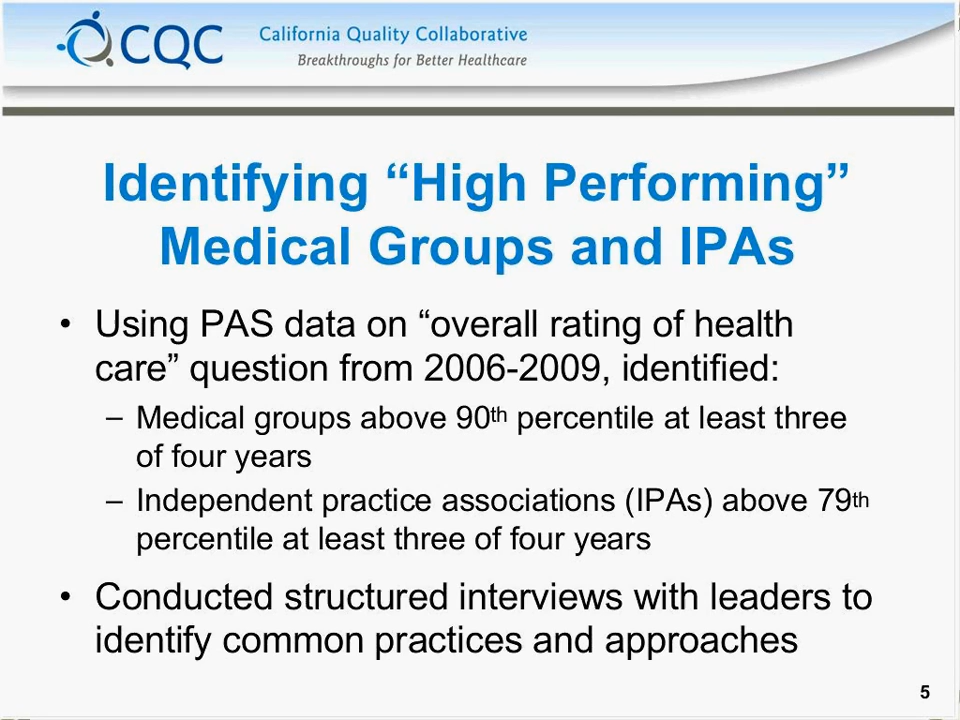 CQC
California Quality Collaborative
Breakthroughs for Better Healthcare
Identifying “High Performing”
Medical Groups and IPAs
• Using PAS data on “overall rating of health
care” question from 2006-2009, identified:
– Medical groups above 90th percentile at least three
of four years
– Independent practice associations (IPAs) above 79th
percentile at least three of four years
• Conducted structured interviews with leaders to
identify common practices and approaches
5